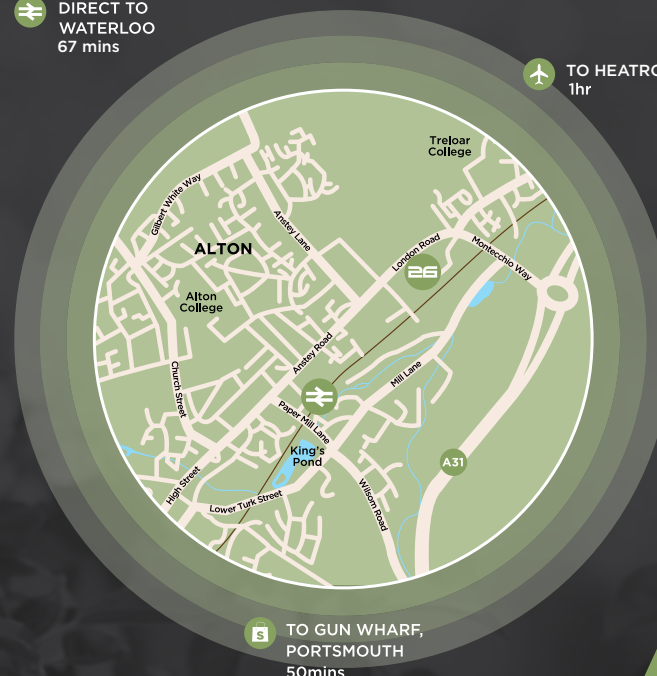 DIRECT TO
WATERLOO
67 mins
TO HEATRO
1hr
Treloar
College
Gilbert White Way
Anstey Lane
ALTON
London Road
Montecchio Way
26
Alton
College
Anstey Road
Church Street
Mill Lane
Paper Mill Lane
King's
Pond
A31
High Street
Wilsom Road
Lower Turk Street
S
TO GUN WHARF,
PORTSMOUTH
50mins